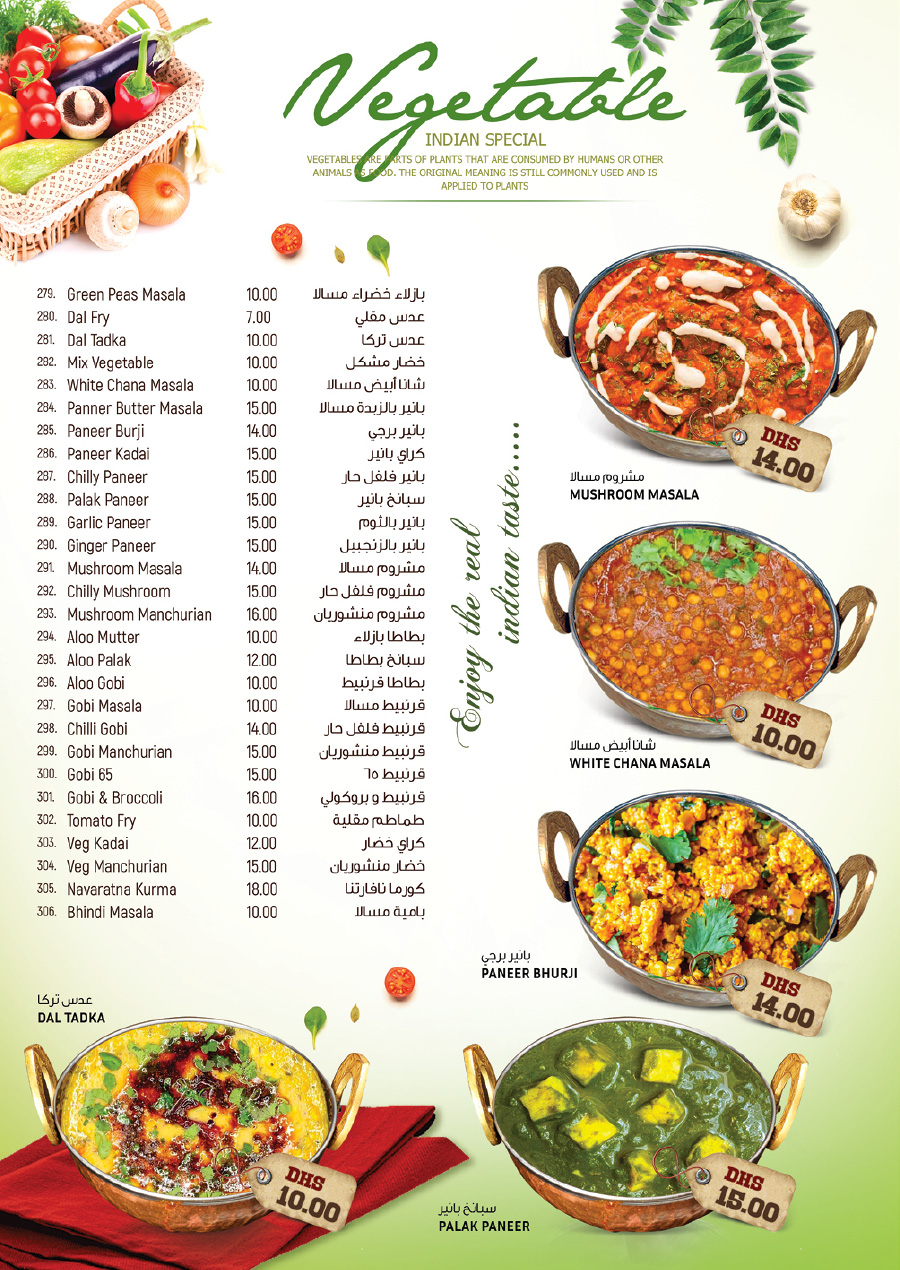 Vegetable
INDIAN SPECIAL
VEGETABLES ARE PARTS OF PLANTS THAT ARE CONSUMED BY HUMANS OR OTHER
ANIMALS AS FOOD. THE ORIGINAL MEANING IS STILL COMMONLY USED AND IS
APPLIED TO PLANTS
279. Green Peas Masala 10.00 بازلاء خضراء مسالا
280. Dal Fry 7.00 عدس مقلي
281. Dal Tadka 10.00 عدس تركا
282. Mix Vegetable 10.00 خضار مشكل
283. White Chana Masala 10.00 شانا أبيض مسالا
284. Panner Butter Masala 15.00 بانير بالزبدة مسالا
285. Paneer Burji 14.00 بانير برجي
286. Paneer Kadai 15.00 كراي بانير
287. Chilly Paneer 15.00 بانير فلفل حار
288. Palak Paneer 15.00 سبانخ بانير
289. Garlic Paneer 15.00 بانير بالثوم
290. Ginger Paneer 15.00 بانير بالزنجبيل
291. Mushroom Masala 14.00 مشروم مسالا
292. Chilly Mushroom 15.00 مشروم فلفل حار
293. Mushroom Manchurian 16.00 مشروم منشوريان
294. Aloo Mutter 10.00 بطاطا بازلاء
295. Aloo Palak 12.00 سبانخ بطاطا
296. Aloo Gobi 10.00 بطاطا قرنبيط
297. Gobi Masala 10.00 قرنبيط مسالا
298. Chilli Gobi 14.00 قرنبيط فلفل حار
299. Gobi Manchurian 15.00 قرنبيط منشوريان
300. Gobi 65 15.00 قرنبيط ٦٥
301. Gobi & Broccoli 16.00 قرنبيط و بروكولي
302. Tomato Fry 10.00 طماطم مقلية
303. Veg Kadai 12.00 كراي خضار
304. Veg Manchurian 15.00 خضار منشوريان
305. Navaratna Kurma 18.00 كورما نافارتنا
306. Bhindi Masala 10.00 بامية مسالا
Enjoy the real
indian taste.....
DHS
14.00
مشروم مسالا
MUSHROOM MASALA
DHS
10.00
شانا أبيض مسالا
WHITE CHANA MASALA
بانير برجي
PANEER BHURJI
DHS
14.00
عدس تركا
DAL TADKA
DHS
10.00
DHS
15.00
سبانخ بانير
PALAK PANEER